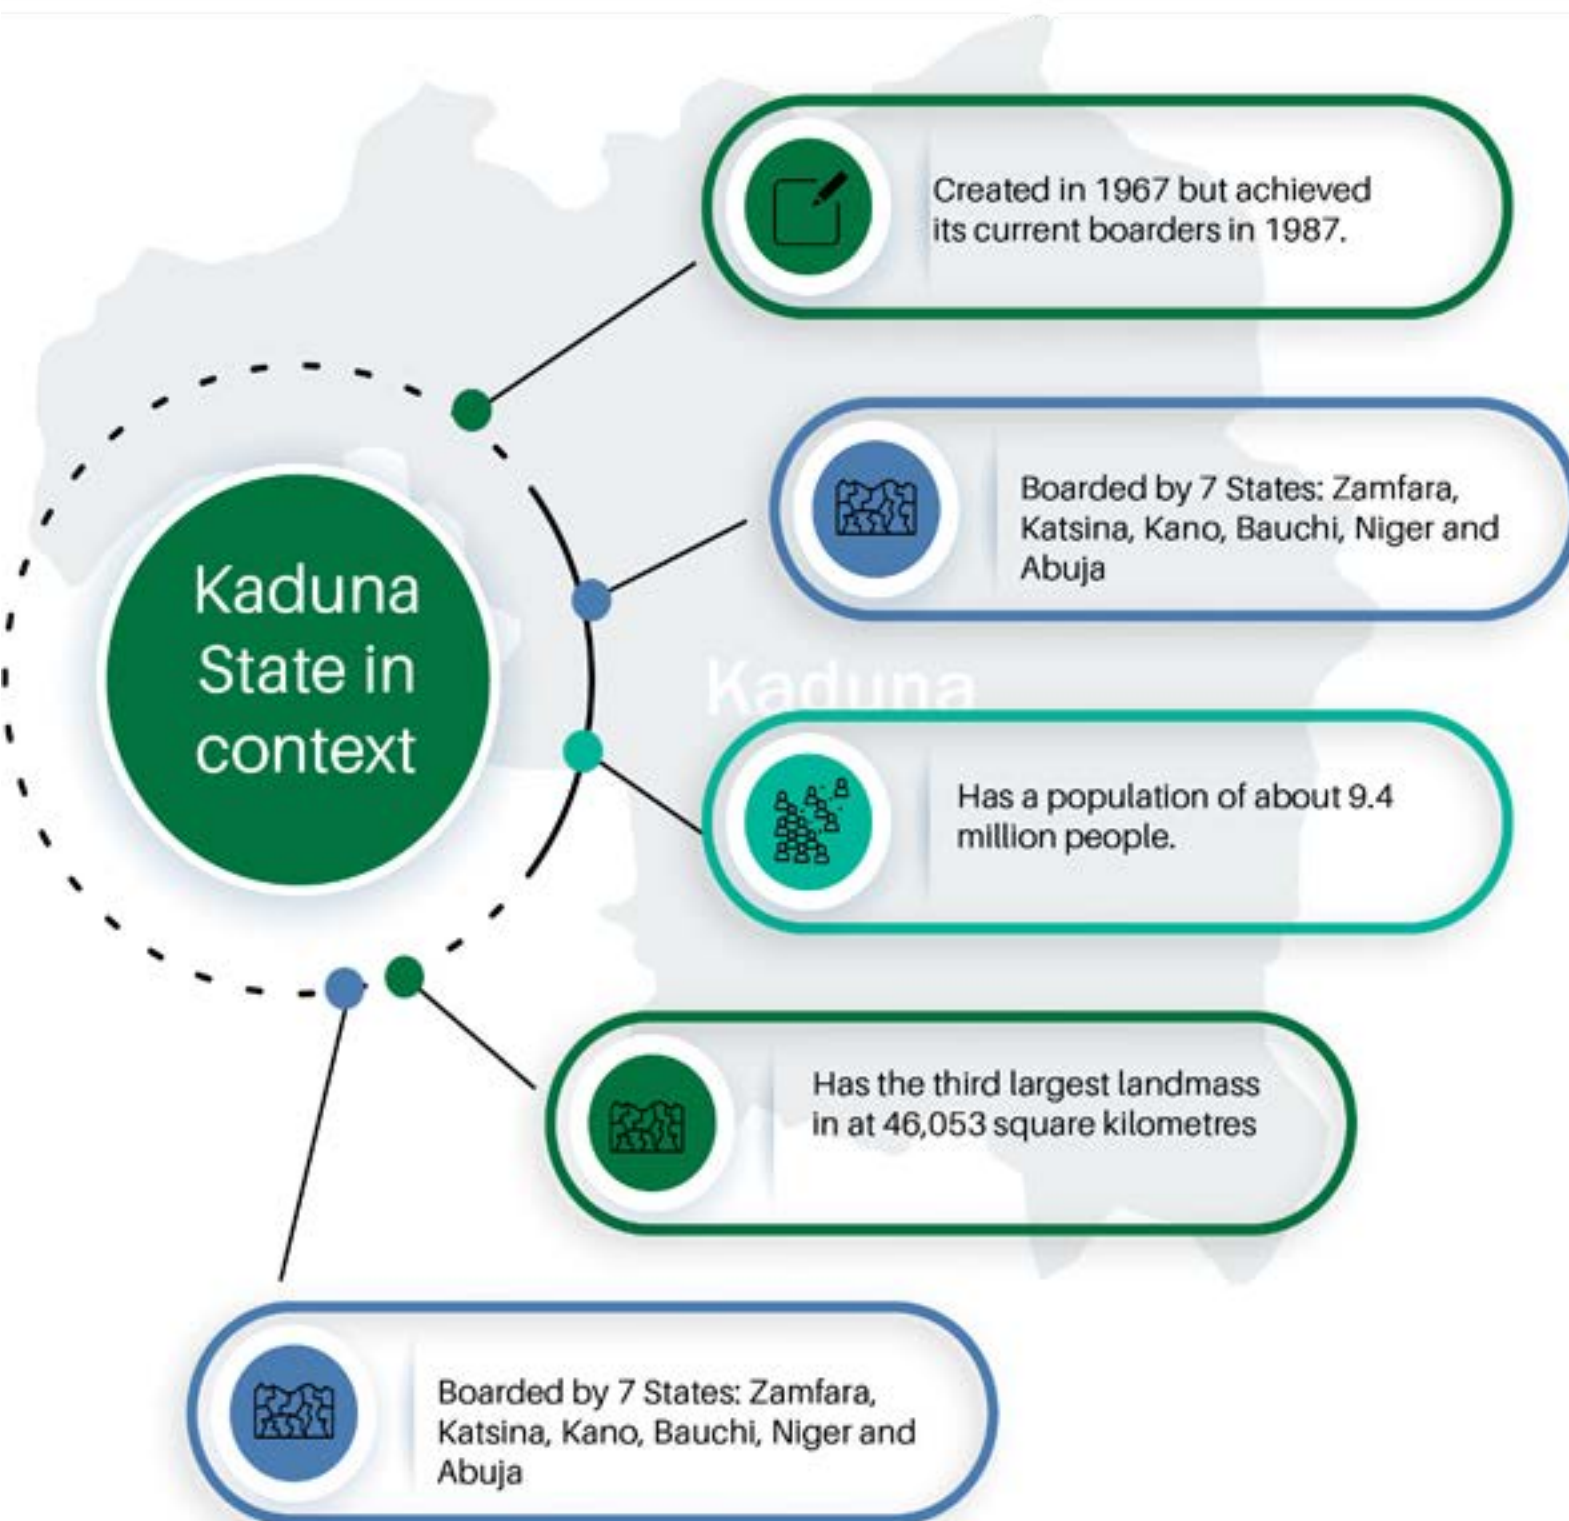 Created in 1967 but achieved
its current boarders in 1987.
Boarded by 7 States: Zamfara,
Katsina, Kano, Bauchi, Niger and
Abuja
Kaduna
State in
context
Kaduna
Has a population of about 9.4
million people.
Has the third largest landmass
in at 46,053 square kilometres
Boarded by 7 States: Zamfara,
Katsina, Kano, Bauchi, Niger and
Abuja